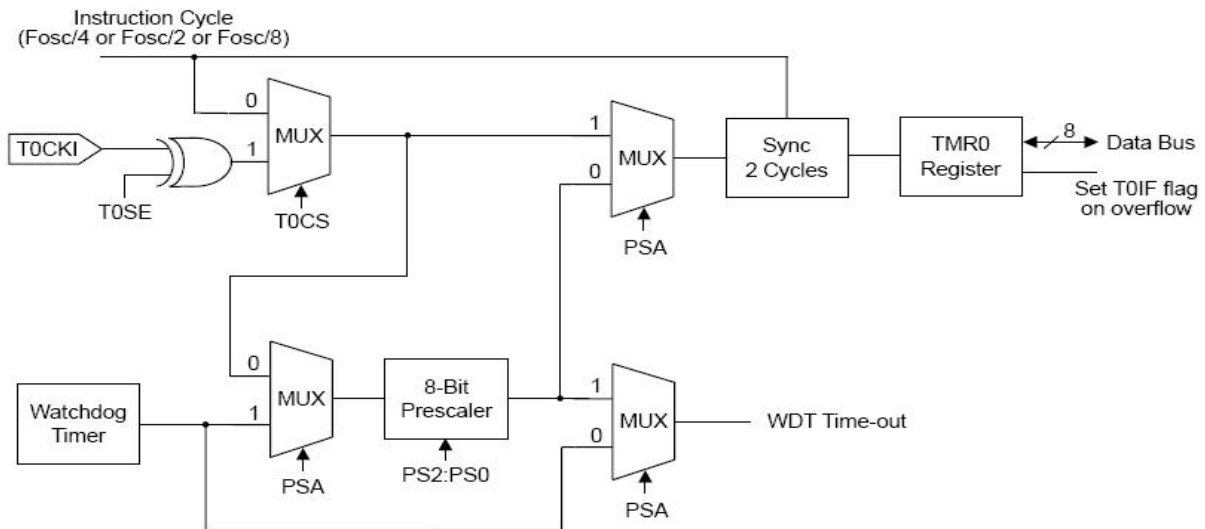 Instruction Cycle
(Fosc/4 or Fosc/2 or Fosc/8)
0
MUX
1
T0CKI
T0SE
T0CS
1
MUX
0
PSA
Sync
2 Cycles
TMR0
Register
8
Data Bus
Set T0IF flag
on overflow
0
MUX
1
Watchdog
Timer
PSA
8-Bit
Prescaler
PS2:PS0
1
MUX
0
PSA
WDT Time-out